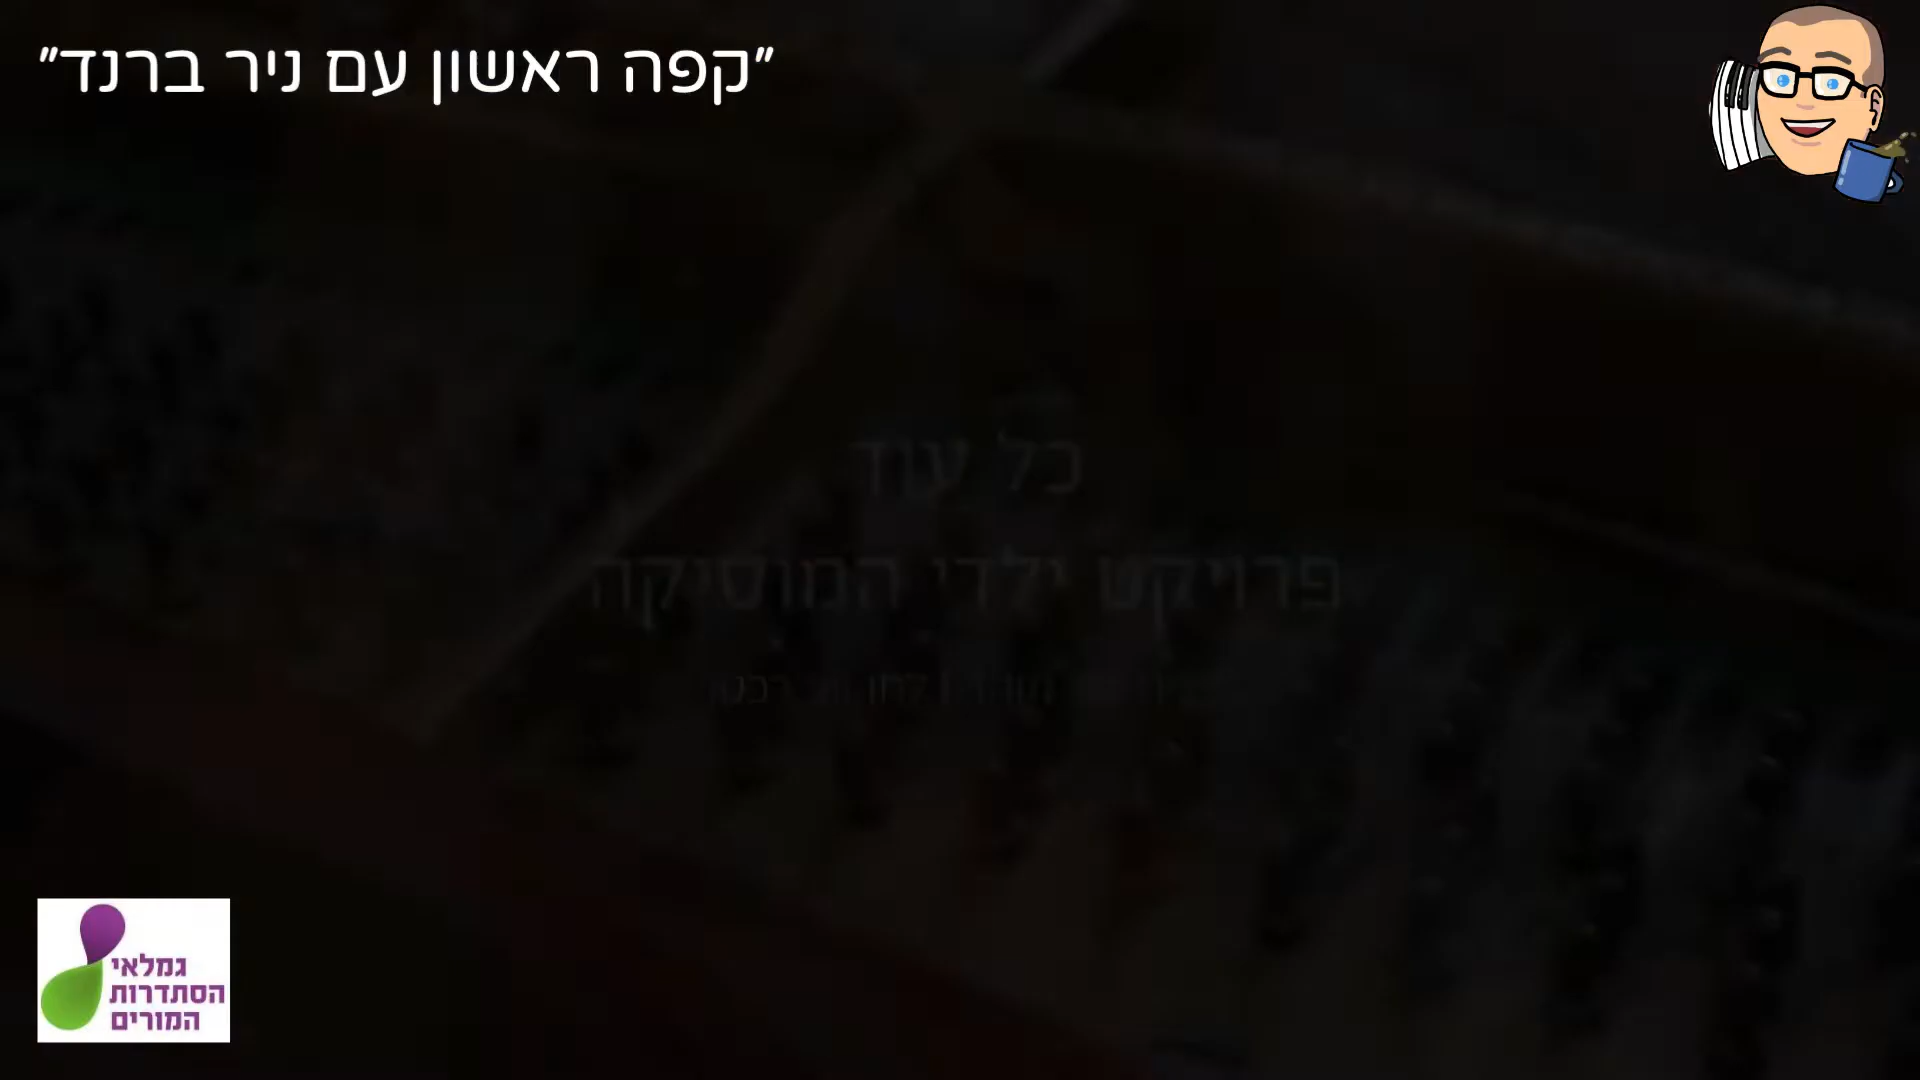 "קפה ראשון עם ניר ברנד"
כל עוד
פרויקט ילדי המוסיקה
גמלאי
הסתדרות
המורים